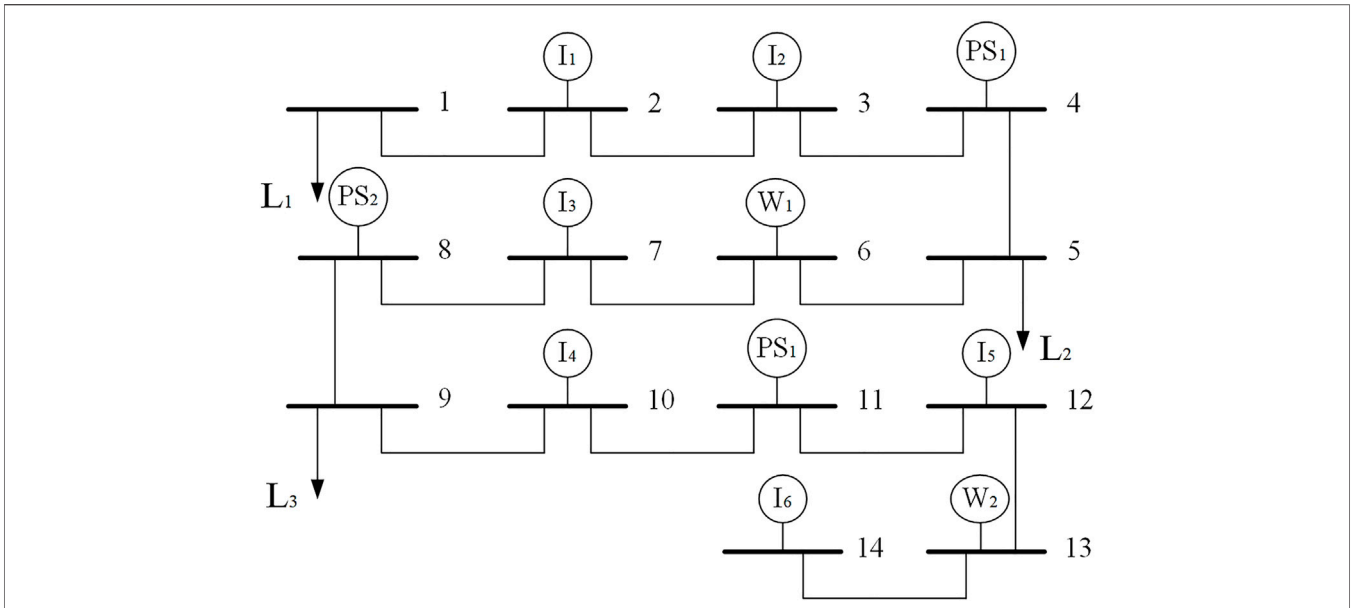 I₁ I₂ PS₁
1 2 3 4
L₁ PS₂ I₃ W₁
8 7 6 5
I₄ PS₁ I₅ L₂
9 10 11 12
L₃ I₆ W₂
14 13